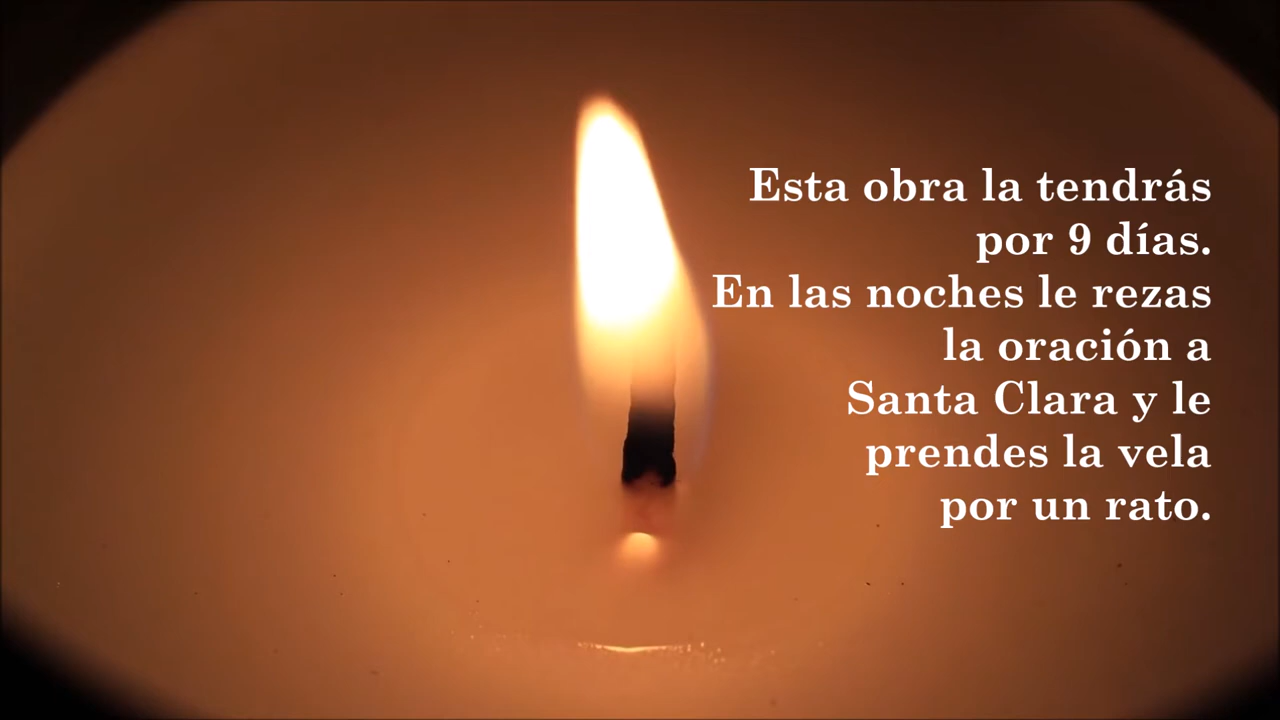 Esta obra la tendrás
por 9 días.
En las noches le rezas
la oración a
Santa Clara y le
prendes la vela
por un rato.